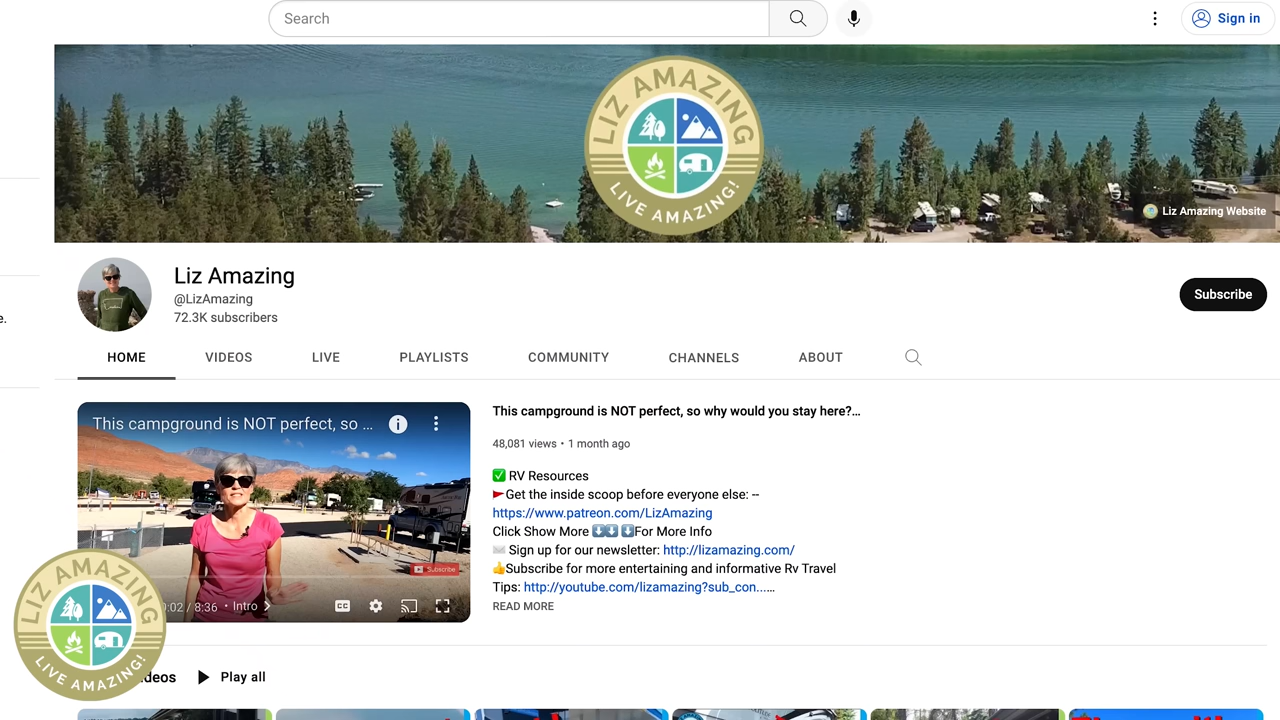 Search
Sign in
LIZ AMAZING
LIVE AMAZING!
Liz Amazing Website
Liz Amazing
@LizAmazing
72.3K subscribers
Subscribe
HOME VIDEOS LIVE PLAYLISTS COMMUNITY CHANNELS ABOUT
This campground is NOT perfect, so ...
Subscribe
0:02 / 8:36 • Intro
CC
This campground is NOT perfect, so why would you stay here?...
48,081 views • 1 month ago
✅ RV Resources
Get the inside scoop before everyone else: --
https://www.patreon.com/LizAmazing
Click Show More ⬇️⬇️ ⬇️For More Info
✉️ Sign up for our newsletter: http://lizamazing.com/
👍Subscribe for more entertaining and informative Rv Travel
Tips: http://youtube.com/lizamazing?sub_con......
READ MORE
e.
LIZ AMAZING
LIVE AMAZING!
deos
Play all